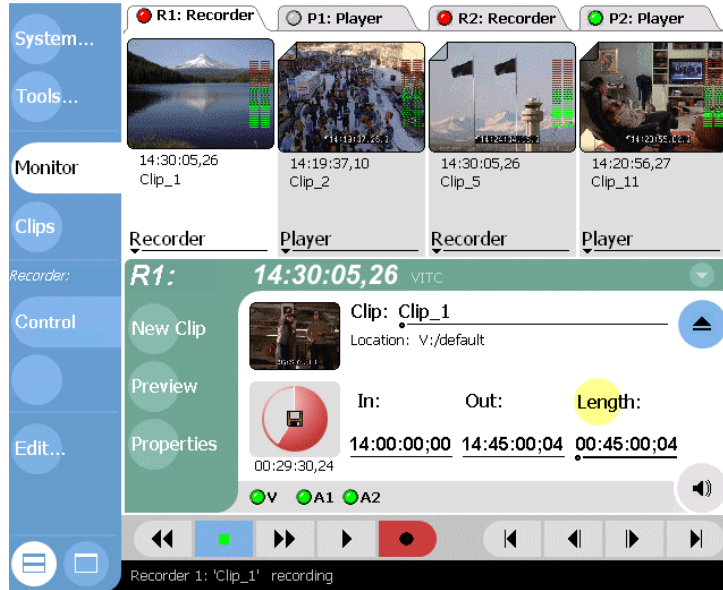 System...
Tools...
Monitor
Clips
Recorder:
Control
Edit...
R1: Recorder
P1: Player
R2: Recorder
P2: Player
14:30:05,26
Clip_1
Recorder
14:19:37,10
Clip_2
Player
14:30:05,26
Clip_5
Recorder
14:20:56,27
Clip_11
Player
R1: 14:30:05,26 VITC
New Clip
Preview
Properties
Clip: Clip_1
Location: V:/default
In: Out: Length:
14:00:00;00 14:45:00;04 00:45:00;04
00:29:30,24
V A1 A2
Recorder 1: 'Clip_1' recording